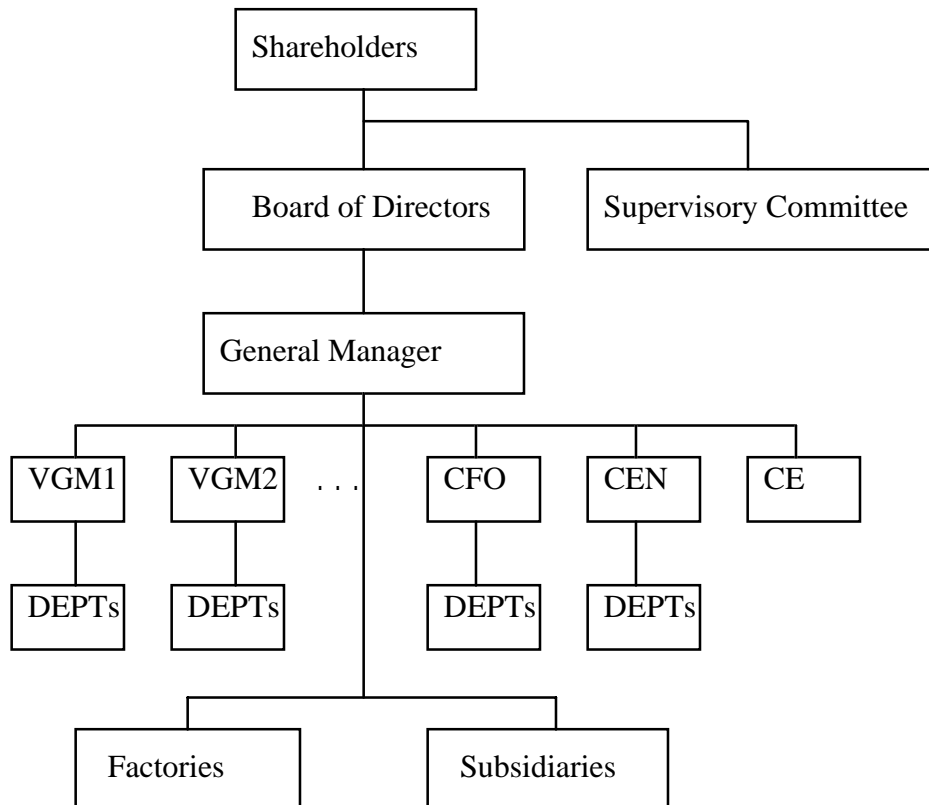 Shareholders
Board of Directors
Supervisory Committee
General Manager
VGM1
VGM2
. . .
CFO
CEN
CE
DEPTs
DEPTs
DEPTs
DEPTs
Factories
Subsidiaries